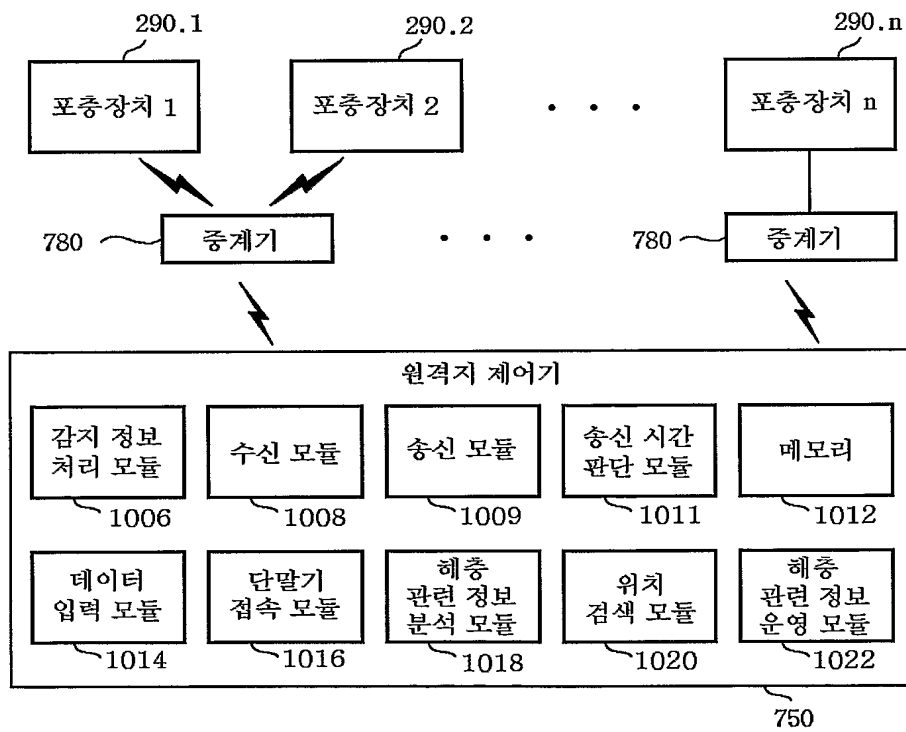 290.1
290.2
290.n
포충장치 1
포충장치 2
· · ·
포충장치 n
780
중계기
· · ·
780
중계기
원격지 제어기
감지 정보
처리 모듈
수신 모듈
송신 모듈
송신 시간
판단 모듈
메모리
1006
1008
1009
1011
1012
데이터
입력 모듈
단말기
접속 모듈
해충
관련 정보
분석 모듈
위치
검색 모듈
해충
관련 정보
운영 모듈
1014
1016
1018
1020
1022
750